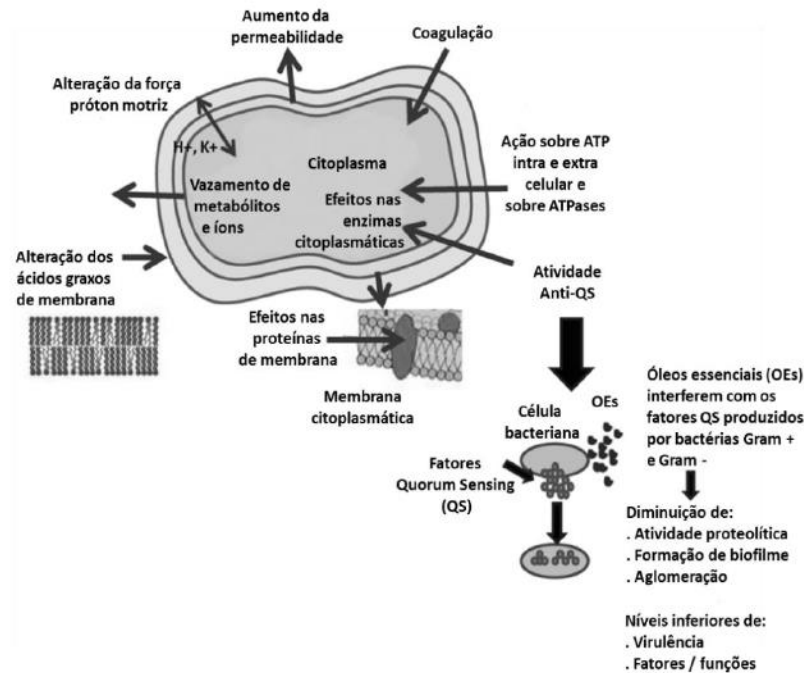 Aumento da
permeabilidade
Coagulação
Alteração da força
próton motriz
H+, K+
Citoplasma
Ação sobre ATP
intra e extra
celular e
sobre ATPases
Vazamento de
metabólitos
e íons
Efeitos nas
enzimas
citoplasmáticas
Alteração dos
ácidos graxos
de membrana
Atividade
Anti-QS
Efeitos nas
proteínas
de membrana
Membrana
citoplasmática
Óleos essenciais (OEs)
interferem com os
fatores QS produzidos
por bactérias Gram +
e Gram -
OEs
Célula
bacteriana
Fatores
Quorum Sensing
(QS)
Diminuição de:
. Atividade proteolítica
. Formação de biofilme
. Aglomeração
Níveis inferiores de:
. Virulência
. Fatores / funções